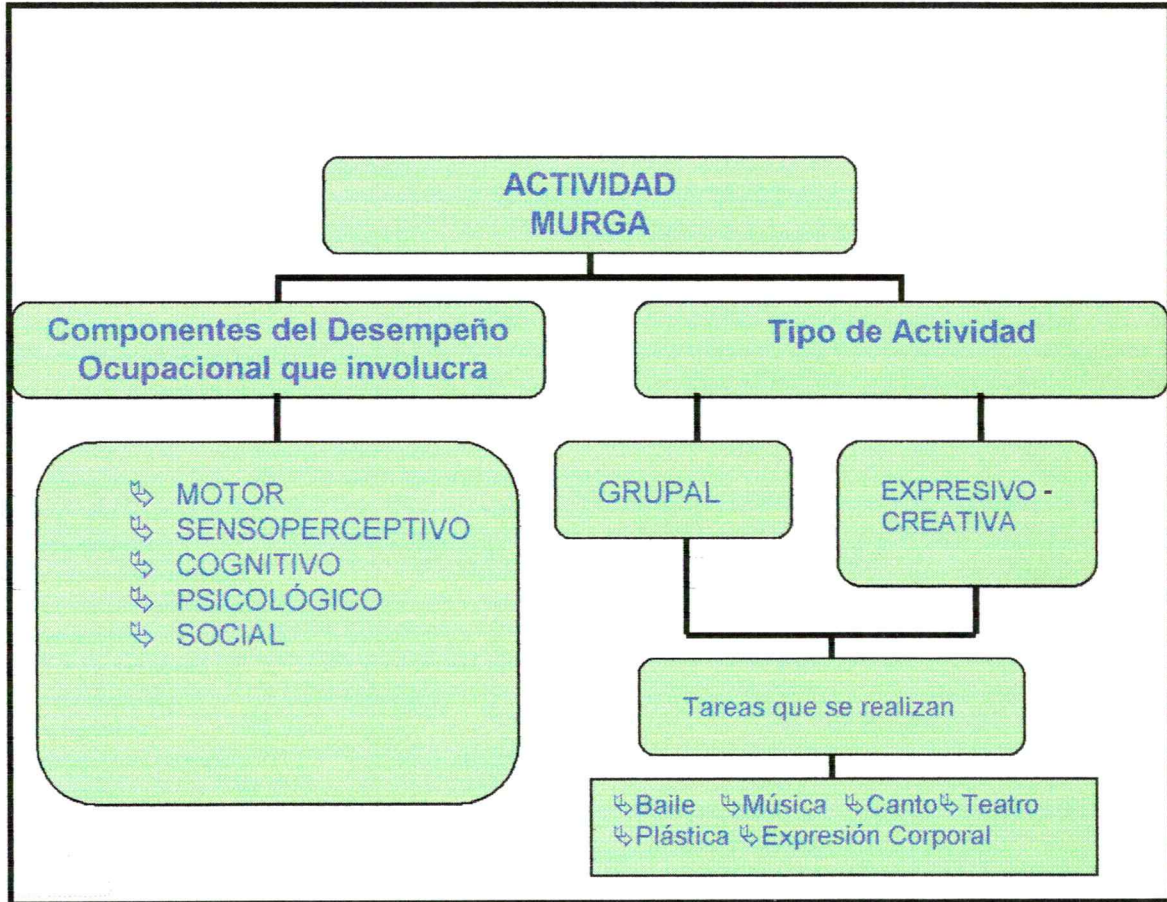 ACTIVIDAD
MURGA
Componentes del Desempeño
Ocupacional que involucra
MOTOR
SENSOPERCEPTIVO
COGNITIVO
PSICOLÓGICO
SOCIAL
Tipo de Actividad
GRUPAL
EXPRESIVO -
CREATIVA
Tareas que se realizan
Baile Música Canto Teatro
Plástica Expresión Corporal